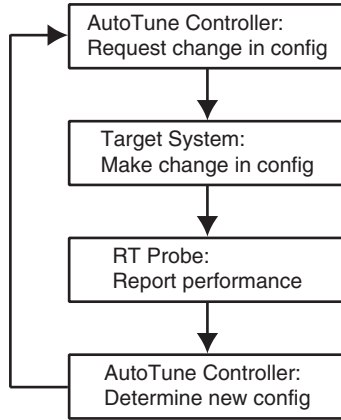 AutoTune Controller:
Request change in config
Target System:
Make change in config
RT Probe:
Report performance
AutoTune Controller:
Determine new config